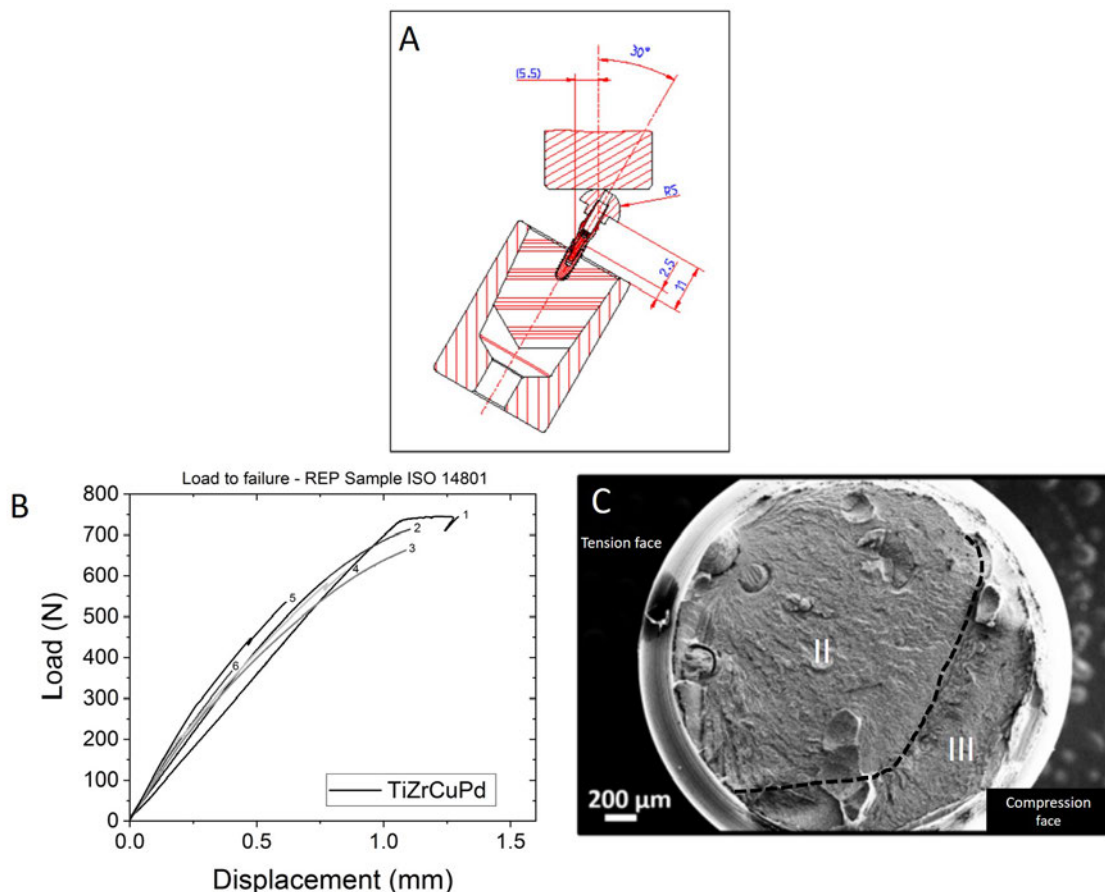 A
(5.5)
30°
R5
2.5
11
B
Load to failure - REP Sample ISO 14801
Load (N)
800
700
600
500
400
300
200
100
0
1
2
3
4
5
6
TiZrCuPd
0.0
0.5
1.0
1.5
Displacement (mm)
C
Tension face
II
III
200 µm
Compression
face